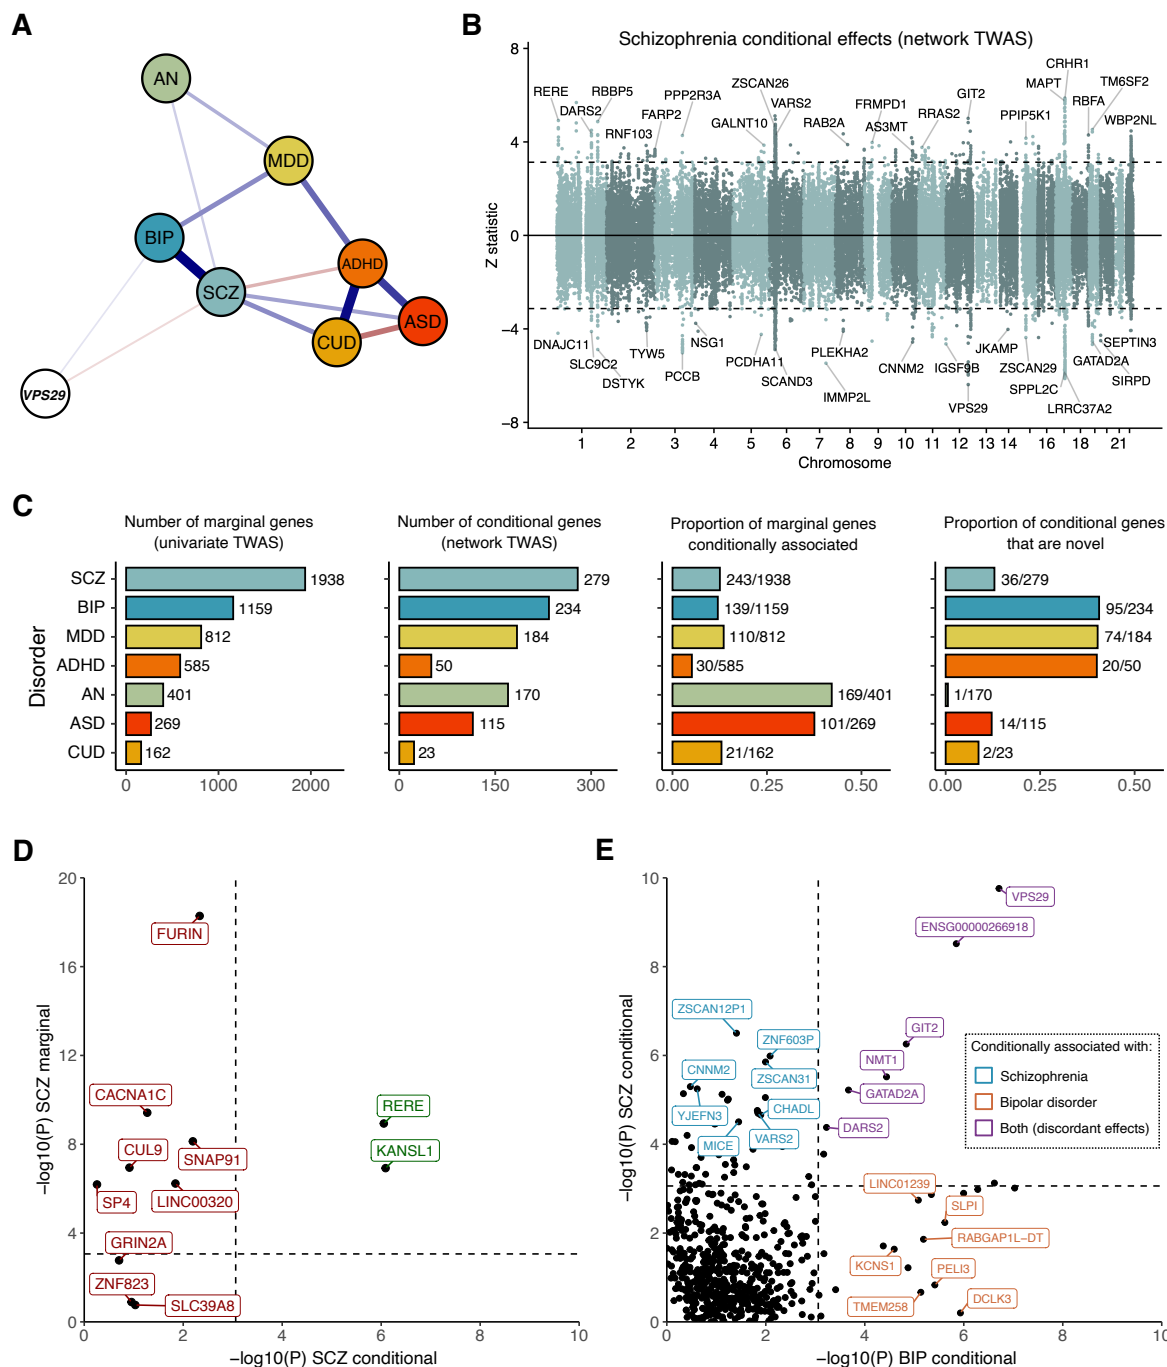 A
AN
MDD
BIP
ADHD
SCZ
ASD
CUD
VPS29
B
Schizophrenia conditional effects (network TWAS)
Z statistic
8
4
0
−4
−8
RERE
DARS2
RBBP5
RNF103
FARP2
PPP2R3A
ZSCAN26
VARS2
GALNT10
RAB2A
FRMPD1
AS3MT
RRAS2
GIT2
PPIP5K1
CRHR1
MAPT
TM6SF2
RBFA
WBP2NL
DNAJC11
SLC9C2
DSTYK
TYW5
PCCB
NSG1
PCDHA11
SCAND3
PLEKHA2
IMMP2L
CNNM2
IGSF9B
VPS29
JKAMP
ZSCAN29
SPPL2C
LRRC37A2
SEPTIN3
GATAD2A
SIRPD
1 2 3 4 5 6 7 8 9 10 11 12 13 14 16 18 21
Chromosome
C
Disorder
SCZ
BIP
MDD
ADHD
AN
ASD
CUD
Number of marginal genes
(univariate TWAS)
1938
1159
812
585
401
269
162
0 1000 2000
Number of conditional genes
(network TWAS)
279
234
184
50
170
115
23
0 150 300
Proportion of marginal genes
conditionally associated
243/1938
139/1159
110/812
30/585
169/401
101/269
21/162
0.00 0.25 0.50
Proportion of conditional genes
that are novel
36/279
95/234
74/184
20/50
1/170
14/115
2/23
0.00 0.25 0.50
D
−log10(P) SCZ marginal
20
16
12
8
4
0
FURIN
CACNA1C
CUL9
SNAP91
SP4
LINC00320
GRIN2A
ZNF823
SLC39A8
RERE
KANSL1
0 2 4 6 8 10
−log10(P) SCZ conditional
E
−log10(P) SCZ conditional
10
8
6
4
2
0
VPS29
ENSG00000266918
ZSCAN12P1
ZNF603P
GIT2
CNNM2
ZSCAN31
NMT1
GATAD2A
YJEFN3
CHADL
MICE
VARS2
DARS2
LINC01239
SLPI
RABGAP1L−DT
KCNS1
PELI3
TMEM258
DCLK3
Conditionally associated with:
Schizophrenia
Bipolar disorder
Both (discordant effects)
0 2 4 6 8 10
−log10(P) BIP conditional